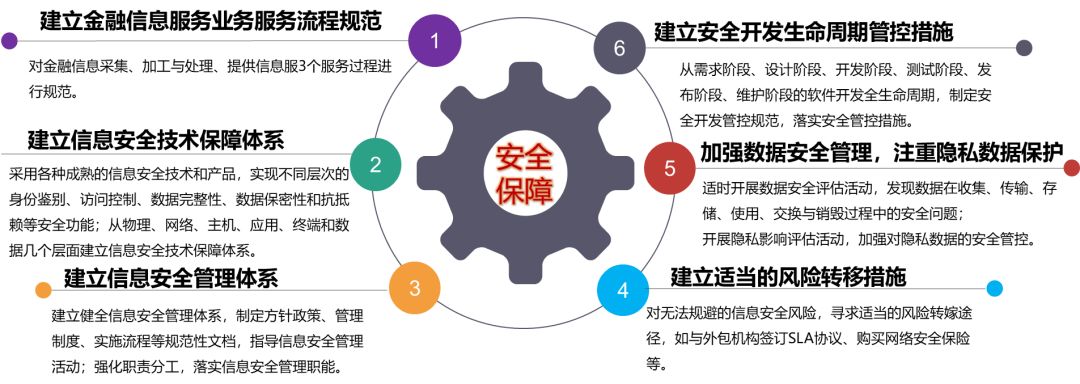 建立金融信息服务业务服务流程规范
1
对金融信息采集、加工与处理、提供信息服3个服务过程进
行规范。
建立信息安全技术保障体系
2
采用各种成熟的信息安全技术和产品，实现不同层次的
身份鉴别、访问控制、数据完整性、数据保密性和抗抵
赖等安全功能；从物理、网络、主机、应用、终端和数
据几个层面建立信息安全技术保障体系。
建立信息安全管理体系
3
建立健全信息安全管理体系，制定方针政策、管理
制度、实施流程等规范性文档，指导信息安全管理
活动；强化职责分工，落实信息安全管理职能。
安全
保障
6
建立安全开发生命周期管控措施
从需求阶段、设计阶段、开发阶段、测试阶段、发
布阶段、维护阶段的软件开发全生命周期，制定安
全开发管控规范，落实安全管控措施。
5
加强数据安全管理，注重隐私数据保护
适时开展数据安全评估活动，发现数据在收集、传输、存
储、使用、交换与销毁过程中的安全问题；
开展隐私影响评估活动，加强对隐私数据的安全管控。
4
建立适当的风险转移措施
对无法规避的信息安全风险，寻求适当的风险转嫁途
径，如与外包机构签订SLA协议、购买网络安全保险
等。